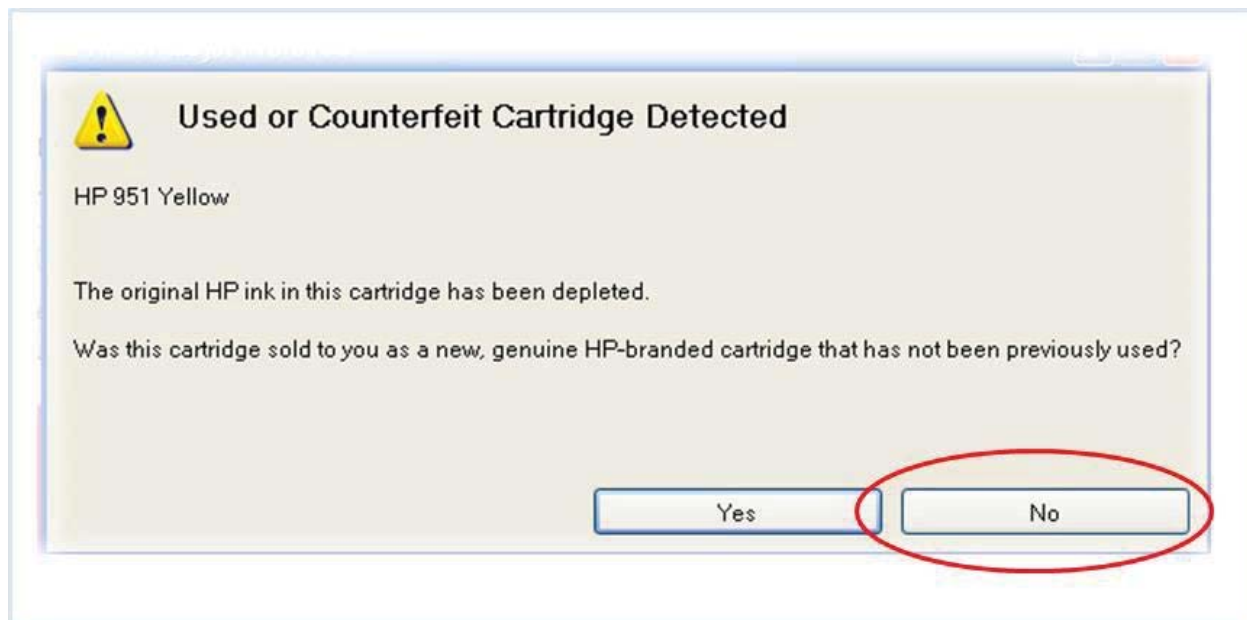 Used or Counterfeit Cartridge Detected
HP 951 Yellow
The original HP ink in this cartridge has been depleted.
Was this cartridge sold to you as a new, genuine HP-branded cartridge that has not been previously used?
Yes
No